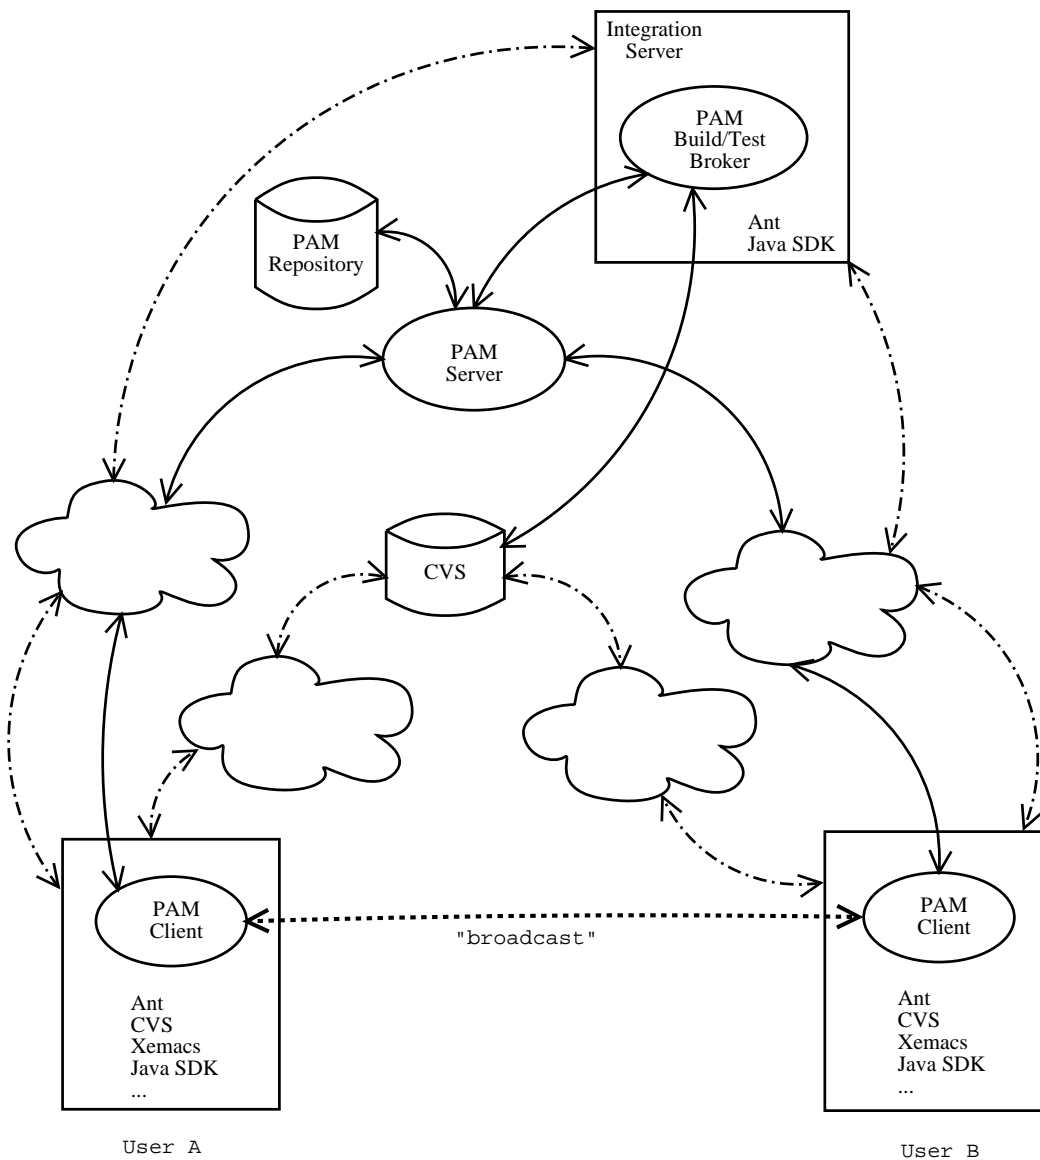 Integration
Server
PAM
Build/Test
Broker
Ant
Java SDK
PAM
Repository
PAM
Server
CVS
PAM
Client
"broadcast"
PAM
Client
Ant
CVS
Xemacs
Java SDK
...
Ant
CVS
Xemacs
Java SDK
...
User A
User B